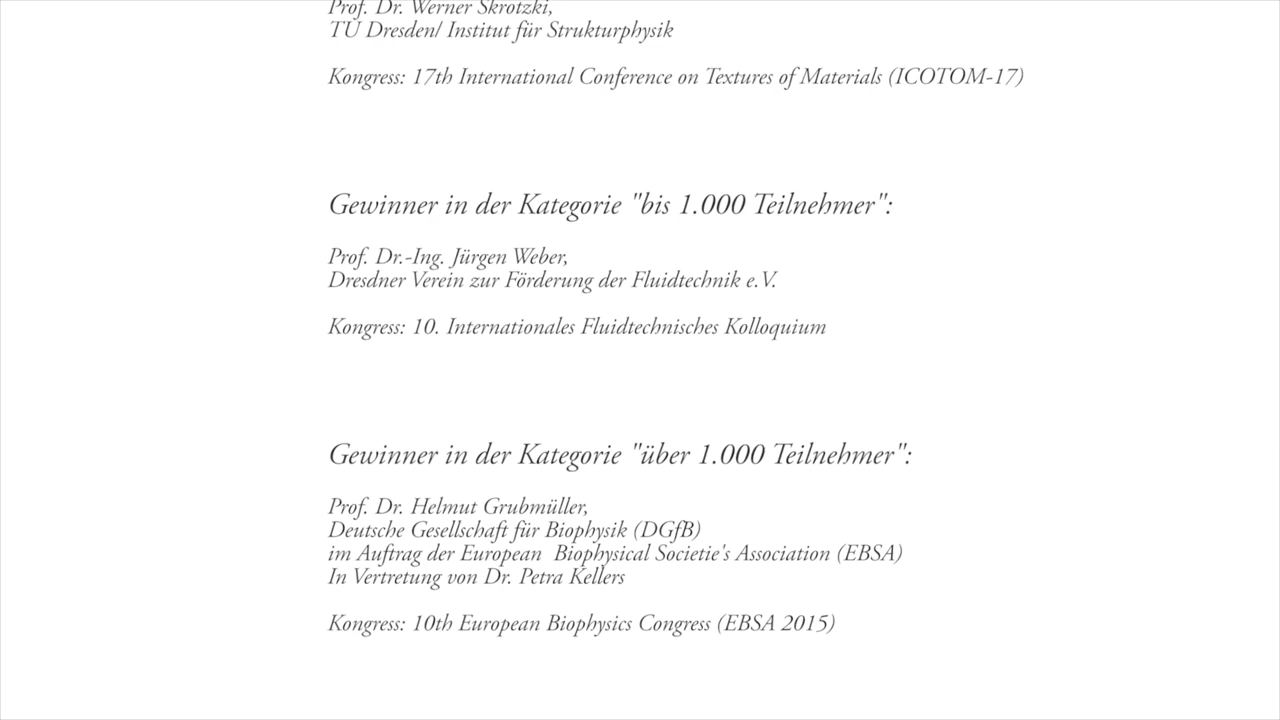 Prof. Dr. Werner Skrotzki,
TU Dresden/ Institut für Strukturphysik
Kongress: 17th International Conference on Textures of Materials (ICOTOM-17)
Gewinner in der Kategorie "bis 1.000 Teilnehmer":
Prof. Dr.-Ing. Jürgen Weber,
Dresdner Verein zur Förderung der Fluidtechnik e.V.
Kongress: 10. Internationales Fluidtechnisches Kolloquium
Gewinner in der Kategorie "über 1.000 Teilnehmer":
Prof. Dr. Helmut Grubmüller,
Deutsche Gesellschaft für Biophysik (DGfB)
im Auftrag der European  Biophysical Societie's Association (EBSA)
In Vertretung von Dr. Petra Kellers
Kongress: 10th European Biophysics Congress (EBSA 2015)